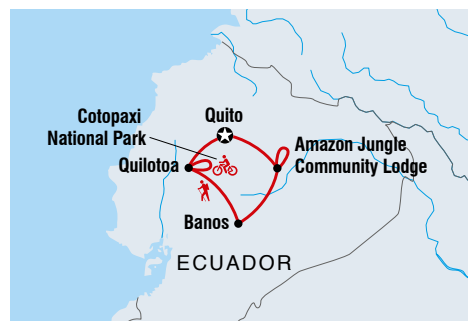 Cotopaxi
National Park
Quito
Quilotoa
Amazon Jungle
Community Lodge
Banos
ECUADOR